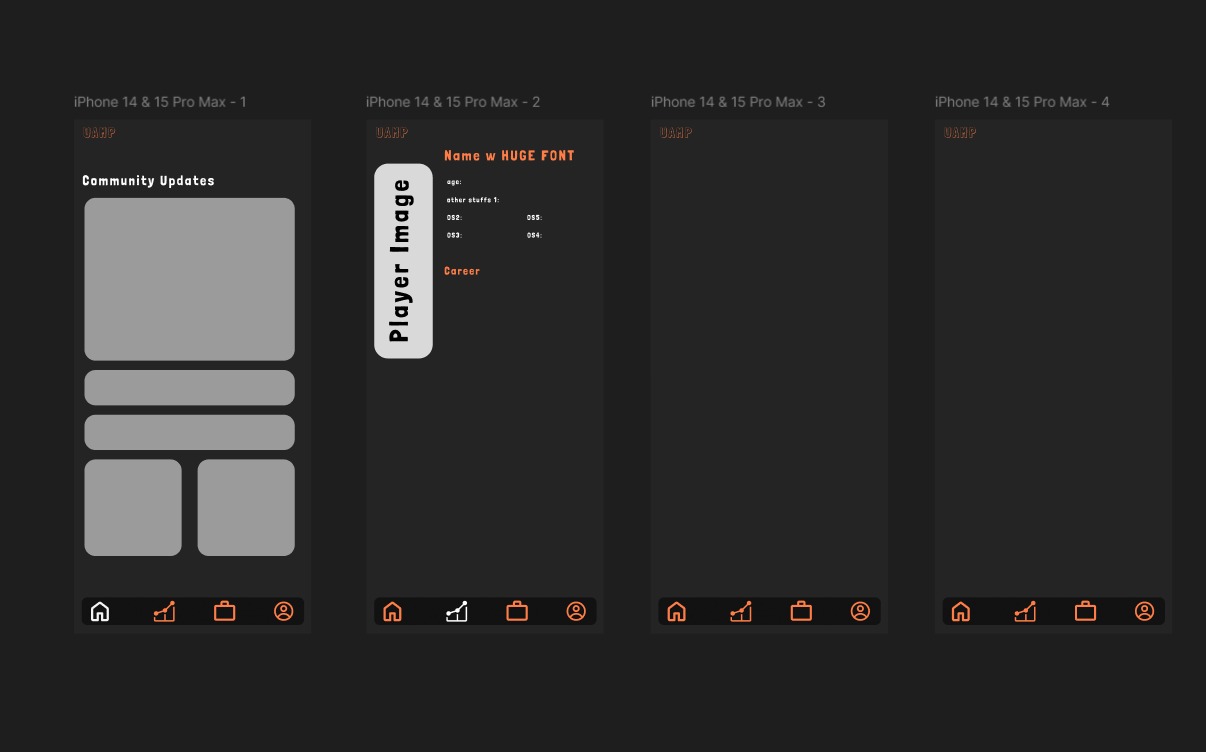 iPhone 14 & 15 Pro Max - 1
UAMP
Community Updates
iPhone 14 & 15 Pro Max - 2
UAMP
Name w HUGE FONT
Player Image
age:
other stuffs 1:
OS2: OS5:
OS3: OS4:
Career
iPhone 14 & 15 Pro Max - 3
UAMP
iPhone 14 & 15 Pro Max - 4
UAMP